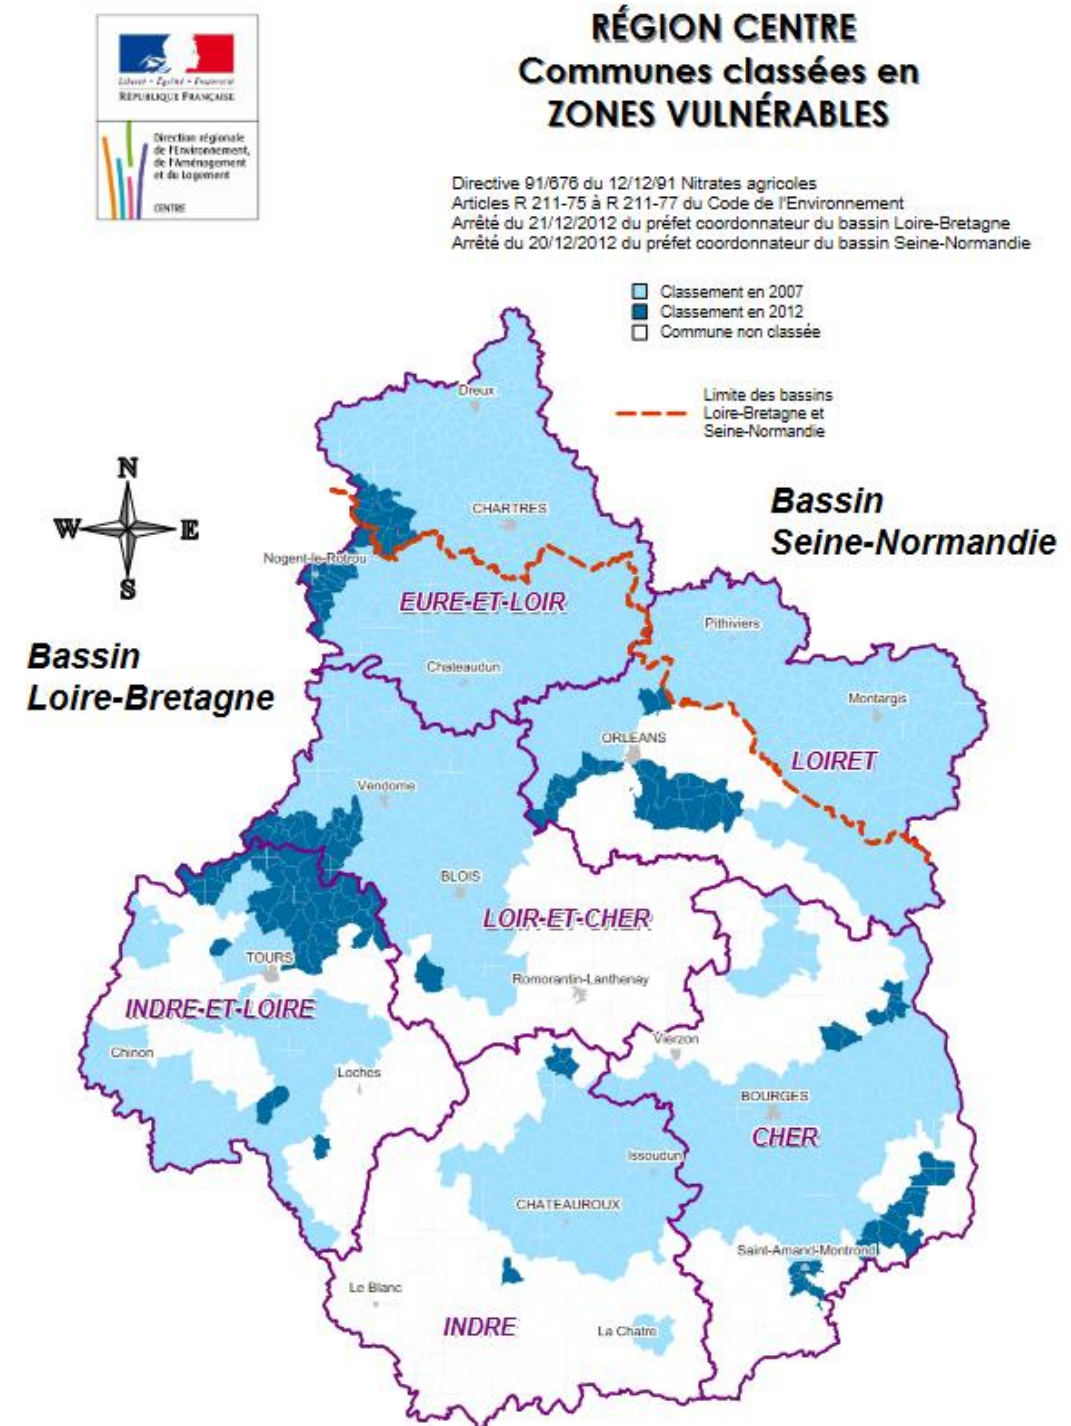 RÉGION CENTRE
Communes classées en
ZONES VULNÉRABLES
Liberté • Égalité • Fraternité
RÉPUBLIQUE FRANÇAISE
Direction régionale
de l'Environnement,
de l'Aménagement
et du Logement
CENTRE
Directive 91/676 du 12/12/91 Nitrates agricoles
Articles R 211-75 à R 211-77 du Code de l'Environnement
Arrêté du 21/12/2012 du préfet coordonnateur du bassin Loire-Bretagne
Arrêté du 20/12/2012 du préfet coordonnateur du bassin Seine-Normandie
Classement en 2007
Classement en 2012
Commune non classée
Limite des bassins
Loire-Bretagne et
Seine-Normandie
Dreux
N
W
E
S
CHARTRES
Bassin
Seine-Normandie
Nogent-le-Rotrou
EURE-ET-LOIR
Pithiviers
Bassin
Loire-Bretagne
Chateaudun
Montargis
ORLEANS
LOIRET
Vendome
BLOIS
LOIR-ET-CHER
TOURS
Romorantin-Lanthenay
INDRE-ET-LOIRE
Chinon
Vierzon
Loches
BOURGES
CHER
Issoudun
CHATEAUROUX
Saint-Amand-Montrond
Le Blanc
INDRE
La Chatre